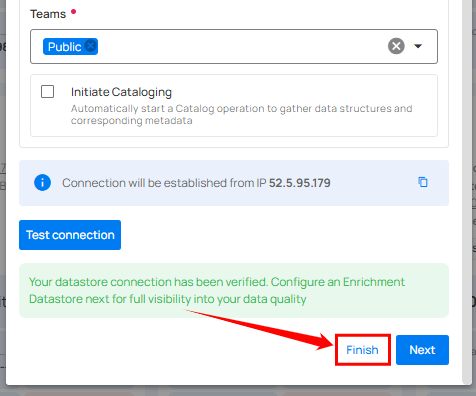 Teams
Public
Initiate Cataloging
Automatically start a Catalog operation to gather data structures and
corresponding metadata
Connection will be established from IP 52.5.95.179
Test connection
Your datastore connection has been verified. Configure an Enrichment
Datastore next for full visibility into your data quality
Finish
Next